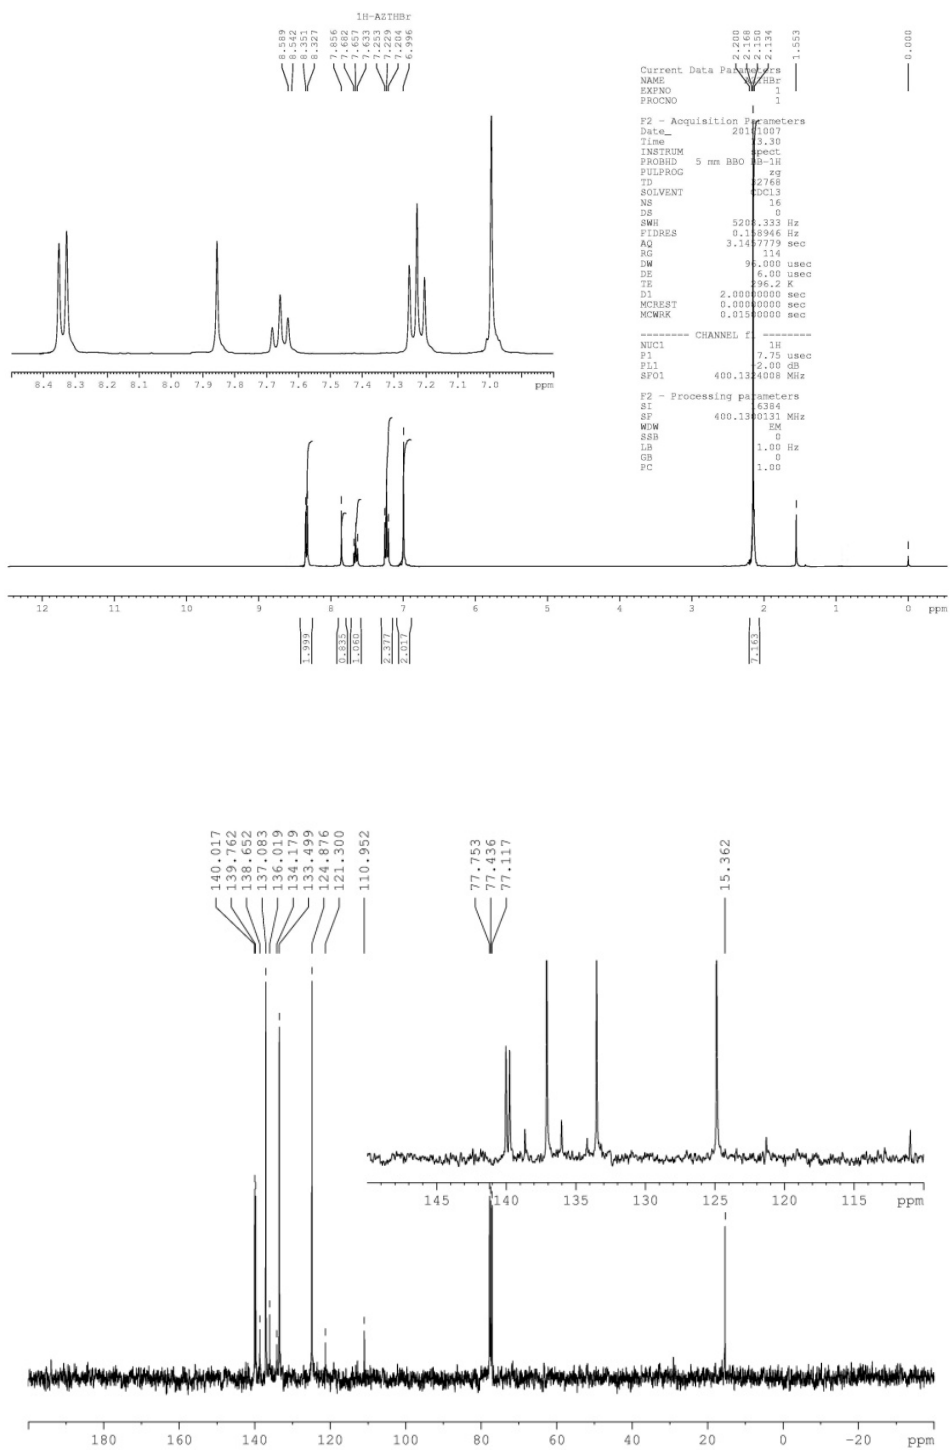 1H-AZTHBr
8.589
8.542
8.351
8.327
7.856
7.682
7.657
7.633
7.253
7.229
7.204
6.996
2.200
2.168
2.150
2.134
1.553
0.000
Current Data Parameters
NAME
EXPNO 1
PROCNO 1
F2 - Acquisition Parameters
Date_ 20101007
Time 13.30
INSTRUM spect
PROBHD 5 mm BBO BB-1H
PULPROG zg
TD 32768
SOLVENT CDCl3
NS 16
DS 0
SWH 5208.333 Hz
FIDRES 0.158946 Hz
AQ 3.1457779 sec
RG 114
DW 96.000 usec
DE 6.00 usec
TE 296.2 K
D1 2.00000000 sec
MCREST 0.00000000 sec
MCWRK 0.01500000 sec
======== CHANNEL f1 ========
NUC1 1H
P1 7.75 usec
PL1 -2.00 dB
SFO1 400.1324008 MHz
F2 - Processing parameters
SI 16384
SF 400.1300131 MHz
WDW EM
SSB 0
LB 1.00 Hz
GB 0
PC 1.00
8.4 8.3 8.2 8.1 8.0 7.9 7.8 7.7 7.6 7.5 7.4 7.3 7.2 7.1 7.0 ppm
12 11 10 9 8 7 6 5 4 3 2 1 0 ppm
1.999
0.835
1.060
2.377
2.017
7.163
140.017
139.762
138.652
137.083
136.019
134.179
133.499
124.876
121.300
110.952
77.753
77.436
77.117
15.362
145 140 135 130 125 120 115 ppm
180 160 140 120 100 80 60 40 20 0 -20 ppm